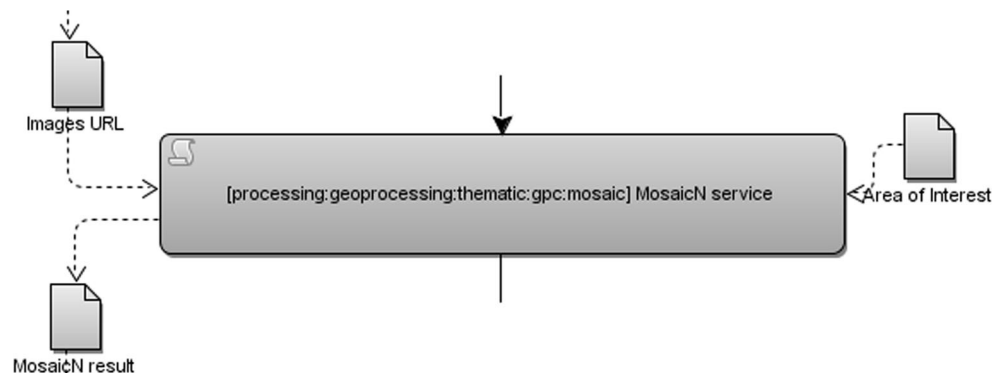 Images URL
[processing:geoprocessing:thematic:gpc:mosaic] MosaicN service
Area of Interest
MosaicN result